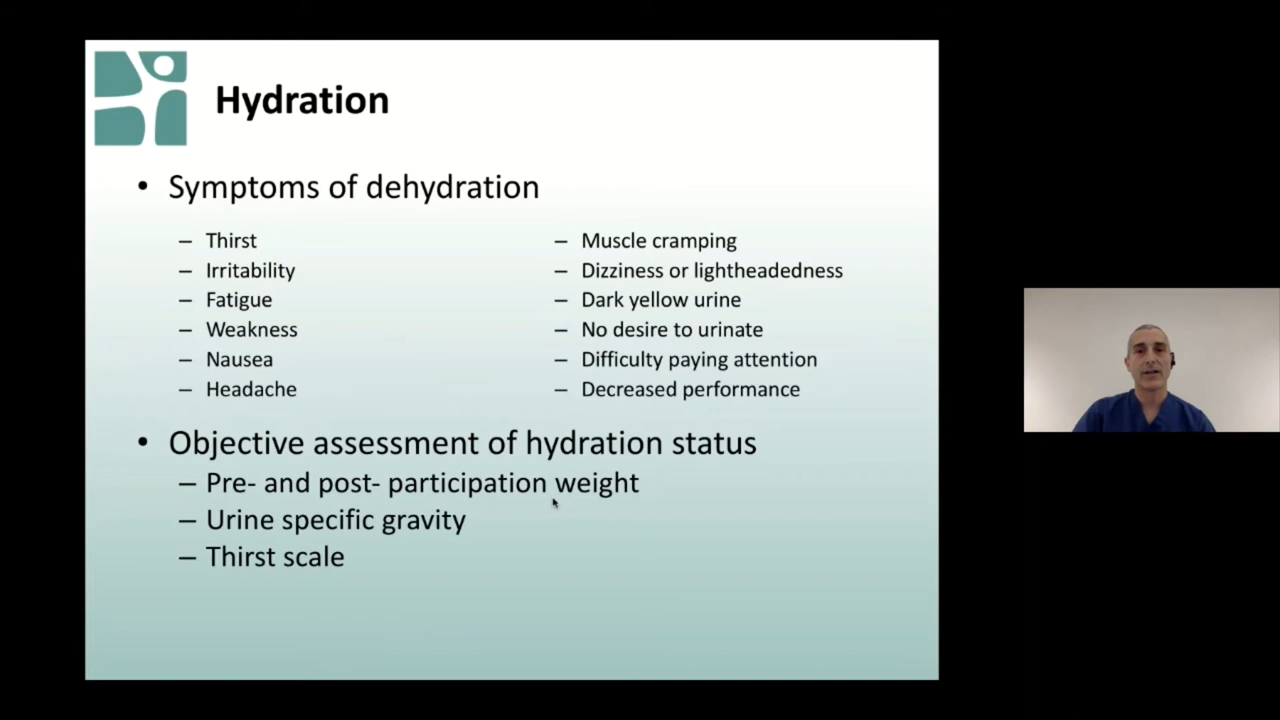 Hydration
• Symptoms of dehydration
– Thirst
– Irritability
– Fatigue
– Weakness
– Nausea
– Headache
– Muscle cramping
– Dizziness or lightheadedness
– Dark yellow urine
– No desire to urinate
– Difficulty paying attention
– Decreased performance
• Objective assessment of hydration status
– Pre- and post- participation weight
– Urine specific gravity
– Thirst scale